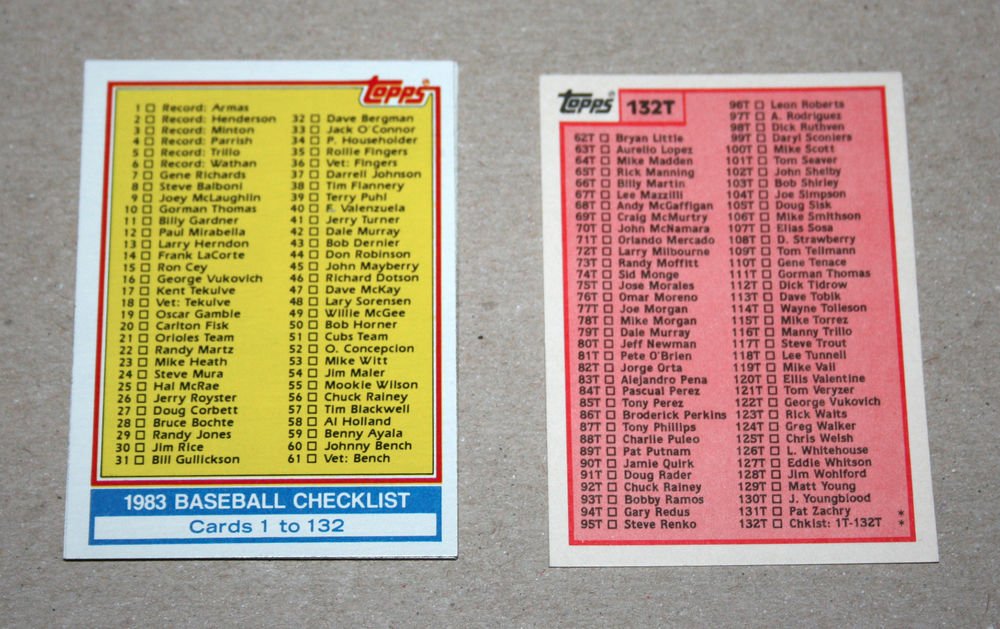 Topps
1 Record: Armas
2 Record: Henderson
3 Record: Minton
4 Record: Parrish
5 Record: Trillo
6 Record: Wathan
7 Gene Richards
8 Steve Balboni
9 Joey McLaughlin
10 Gorman Thomas
11 Billy Gardner
12 Paul Mirabella
13 Larry Herndon
14 Frank LaCorte
15 Ron Cey
16 George Vukovich
17 Kent Tekulve
18 Vet: Tekulve
19 Oscar Gamble
20 Carlton Fisk
21 Orioles Team
22 Randy Martz
23 Mike Heath
24 Steve Mura
25 Hal McRae
26 Jerry Royster
27 Doug Corbett
28 Bruce Bochte
29 Randy Jones
30 Jim Rice
31 Bill Gullickson
32 Dave Bergman
33 Jack O'Connor
34 P. Householder
35 Rollie Fingers
36 Vet: Fingers
37 Darrell Johnson
38 Tim Flannery
39 Terry Puhl
40 F. Valenzuela
41 Jerry Turner
42 Dale Murray
43 Bob Dernier
44 Don Robinson
45 John Mayberry
46 Richard Dotson
47 Dave McKay
48 Lary Sorensen
49 Willie McGee
50 Bob Horner
51 Cubs Team
52 O. Concepcion
53 Mike Witt
54 Jim Maler
55 Mookie Wilson
56 Chuck Rainey
57 Tim Blackwell
58 Al Holland
59 Benny Ayala
60 Johnny Bench
61 Vet: Bench
1983 BASEBALL CHECKLIST
Cards 1 to 132
Topps 132T
62T Bryan Little
63T Aurelio Lopez
64T Mike Madden
65T Rick Manning
66T Billy Martin
67T Lee Mazzilli
68T Andy McGaffigan
69T Craig McMurtry
70T John McNamara
71T Orlando Mercado
72T Larry Milbourne
73T Randy Moffitt
74T Sid Monge
75T Jose Morales
76T Omar Moreno
77T Joe Morgan
78T Mike Morgan
79T Dale Murray
80T Jeff Newman
81T Pete O'Brien
82T Jorge Orta
83T Alejandro Pena
84T Pascual Perez
85T Tony Perez
86T Broderick Perkins
87T Tony Phillips
88T Charlie Puleo
89T Pat Putnam
90T Jamie Quirk
91T Doug Rader
92T Chuck Rainey
93T Bobby Ramos
94T Gary Redus
95T Steve Renko
96T Leon Roberts
97T A. Rodriguez
98T Dick Ruthven
99T Daryl Sconiers
100T Mike Scott
101T Tom Seaver
102T John Shelby
103T Bob Shirley
104T Joe Simpson
105T Doug Sisk
106T Mike Smithson
107T Elias Sosa
108T D. Strawberry
109T Tom Tellmann
110T Gene Tenace
111T Gorman Thomas
112T Dick Tidrow
113T Dave Tobik
114T Wayne Tolleson
115T Mike Torrez
116T Manny Trillo
117T Steve Trout
118T Lee Tunnell
119T Mike Vail
120T Ellis Valentine
121T Tom Veryzer
122T George Vukovich
123T Rick Waits
124T Greg Walker
125T Chris Welsh
126T L. Whitehouse
127T Eddie Whitson
128T Jim Wohlford
129T Matt Young
130T J. Youngblood
131T Pat Zachry *
132T Chklst: 1T-132T *